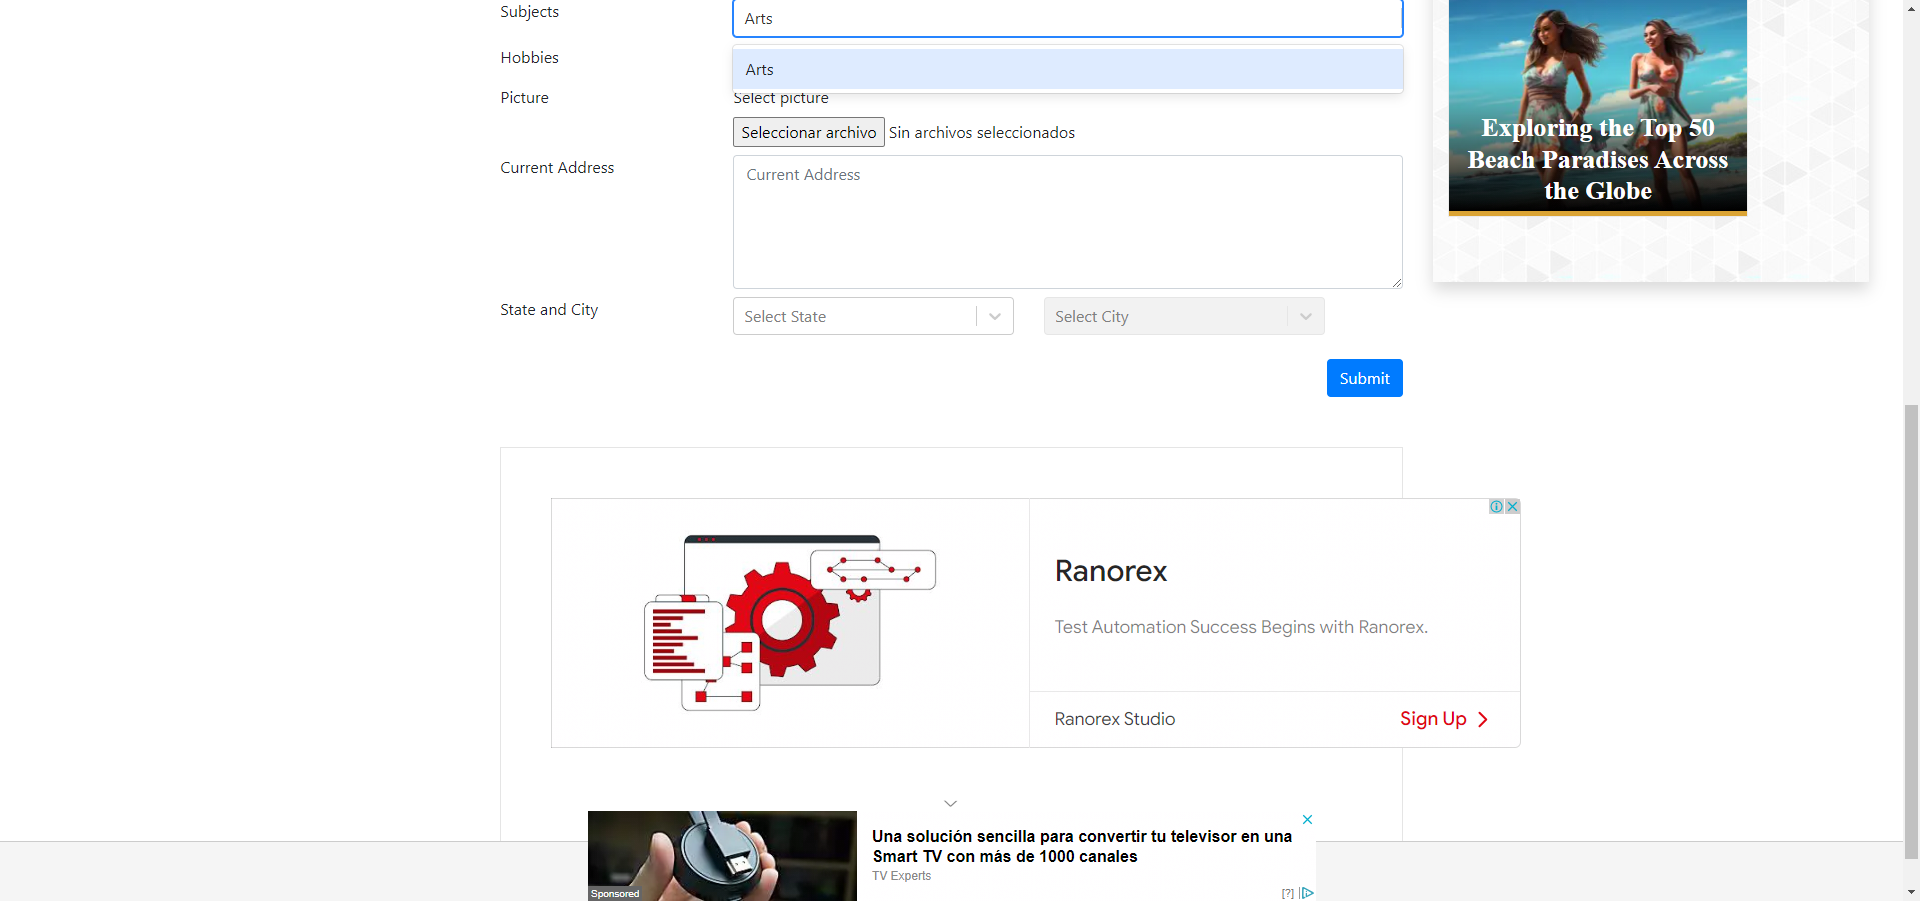 Subjects
Arts
Hobbies
Arts
Picture
Select picture
Seleccionar archivo Sin archivos seleccionados
Current Address
Current Address
State and City
Select State
Select City
Submit
Exploring the Top 50
Beach Paradises Across
the Globe
Ranorex
Test Automation Success Begins with Ranorex.
Ranorex Studio
Sign Up
Una solución sencilla para convertir tu televisor en una
Smart TV con más de 1000 canales
TV Experts
Sponsored
[?]